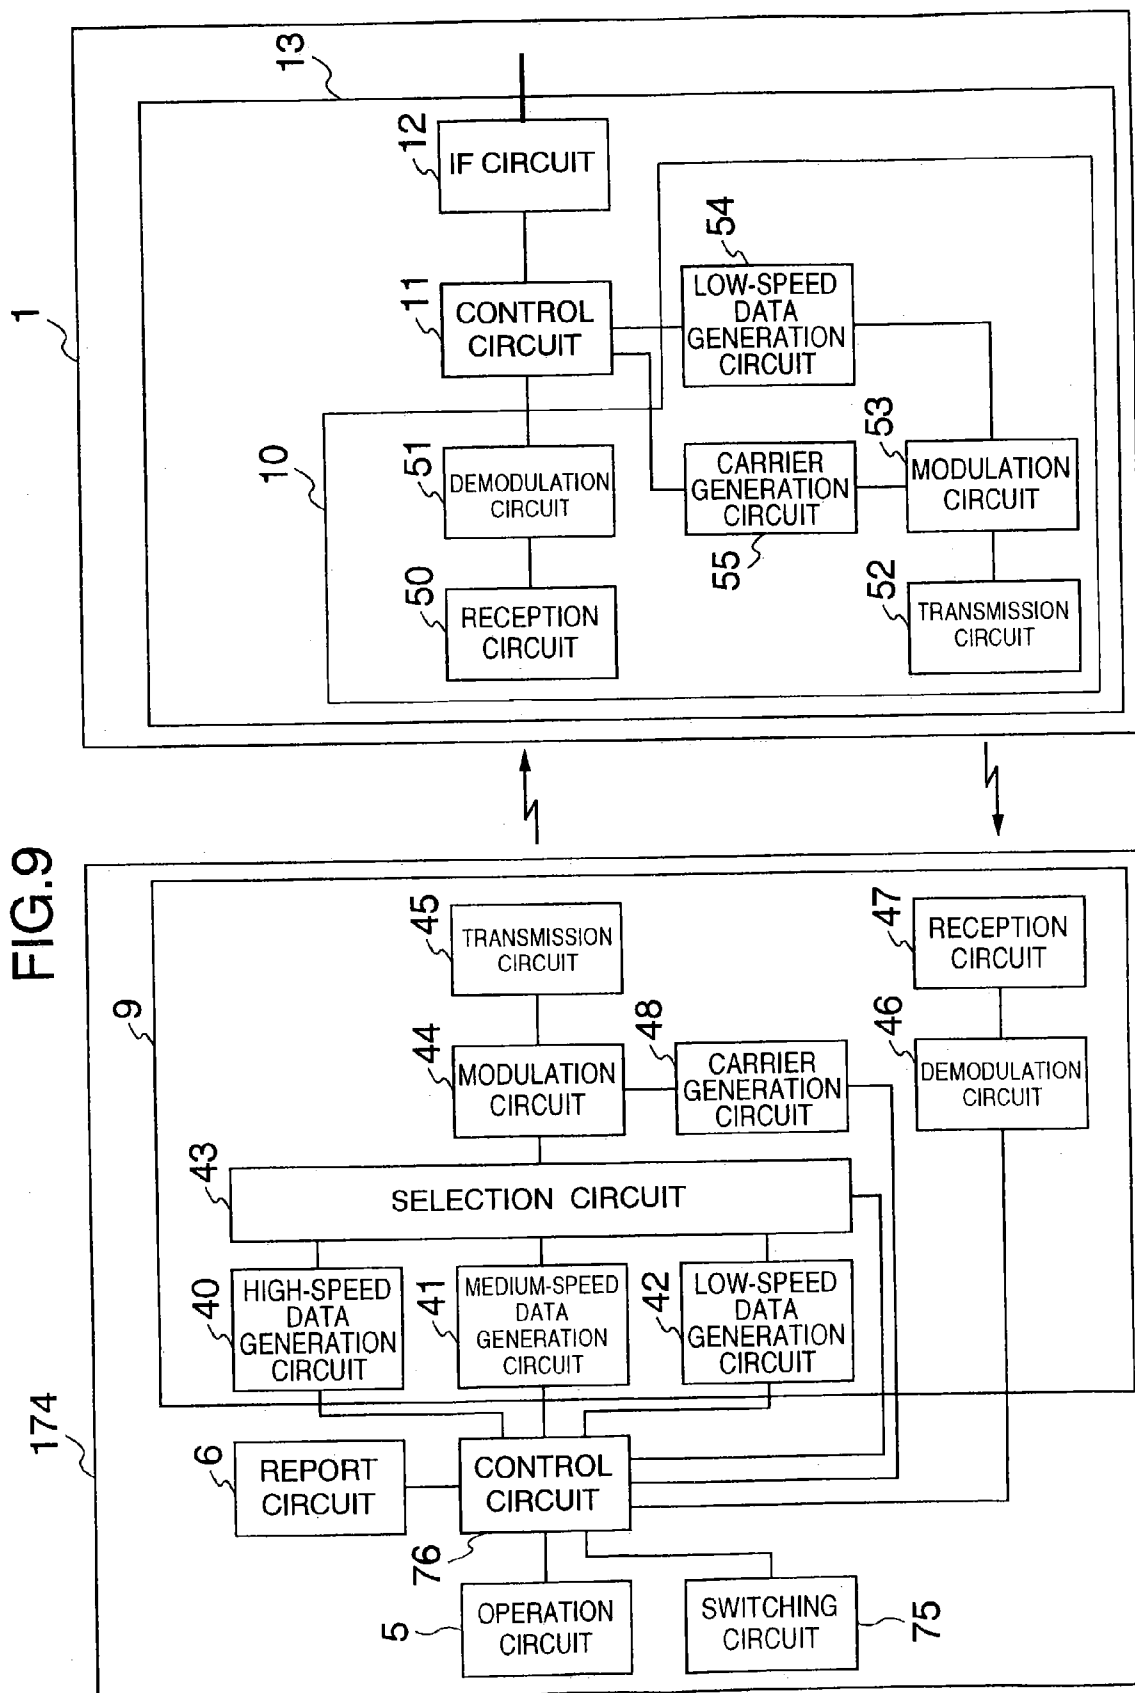 FIG.9
174
9
6
REPORT
CIRCUIT
40
HIGH-SPEED
DATA
GENERATION
CIRCUIT
43
SELECTION CIRCUIT
44
MODULATION
CIRCUIT
45
TRANSMISSION
CIRCUIT
5
OPERATION
CIRCUIT
76
CONTROL
CIRCUIT
41
MEDIUM-SPEED
DATA
GENERATION
CIRCUIT
48
CARRIER
GENERATION
CIRCUIT
42
LOW-SPEED
DATA
GENERATION
CIRCUIT
SWITCHING
CIRCUIT
75
46
DEMODULATION
CIRCUIT
47
RECEPTION
CIRCUIT
1
13
10
50
RECEPTION
CIRCUIT
51
DEMODULATION
CIRCUIT
11
CONTROL
CIRCUIT
12
IF CIRCUIT
CARRIER
GENERATION
CIRCUIT
55
54
LOW-SPEED
DATA
GENERATION
CIRCUIT
52
TRANSMISSION
CIRCUIT
53
MODULATION
CIRCUIT